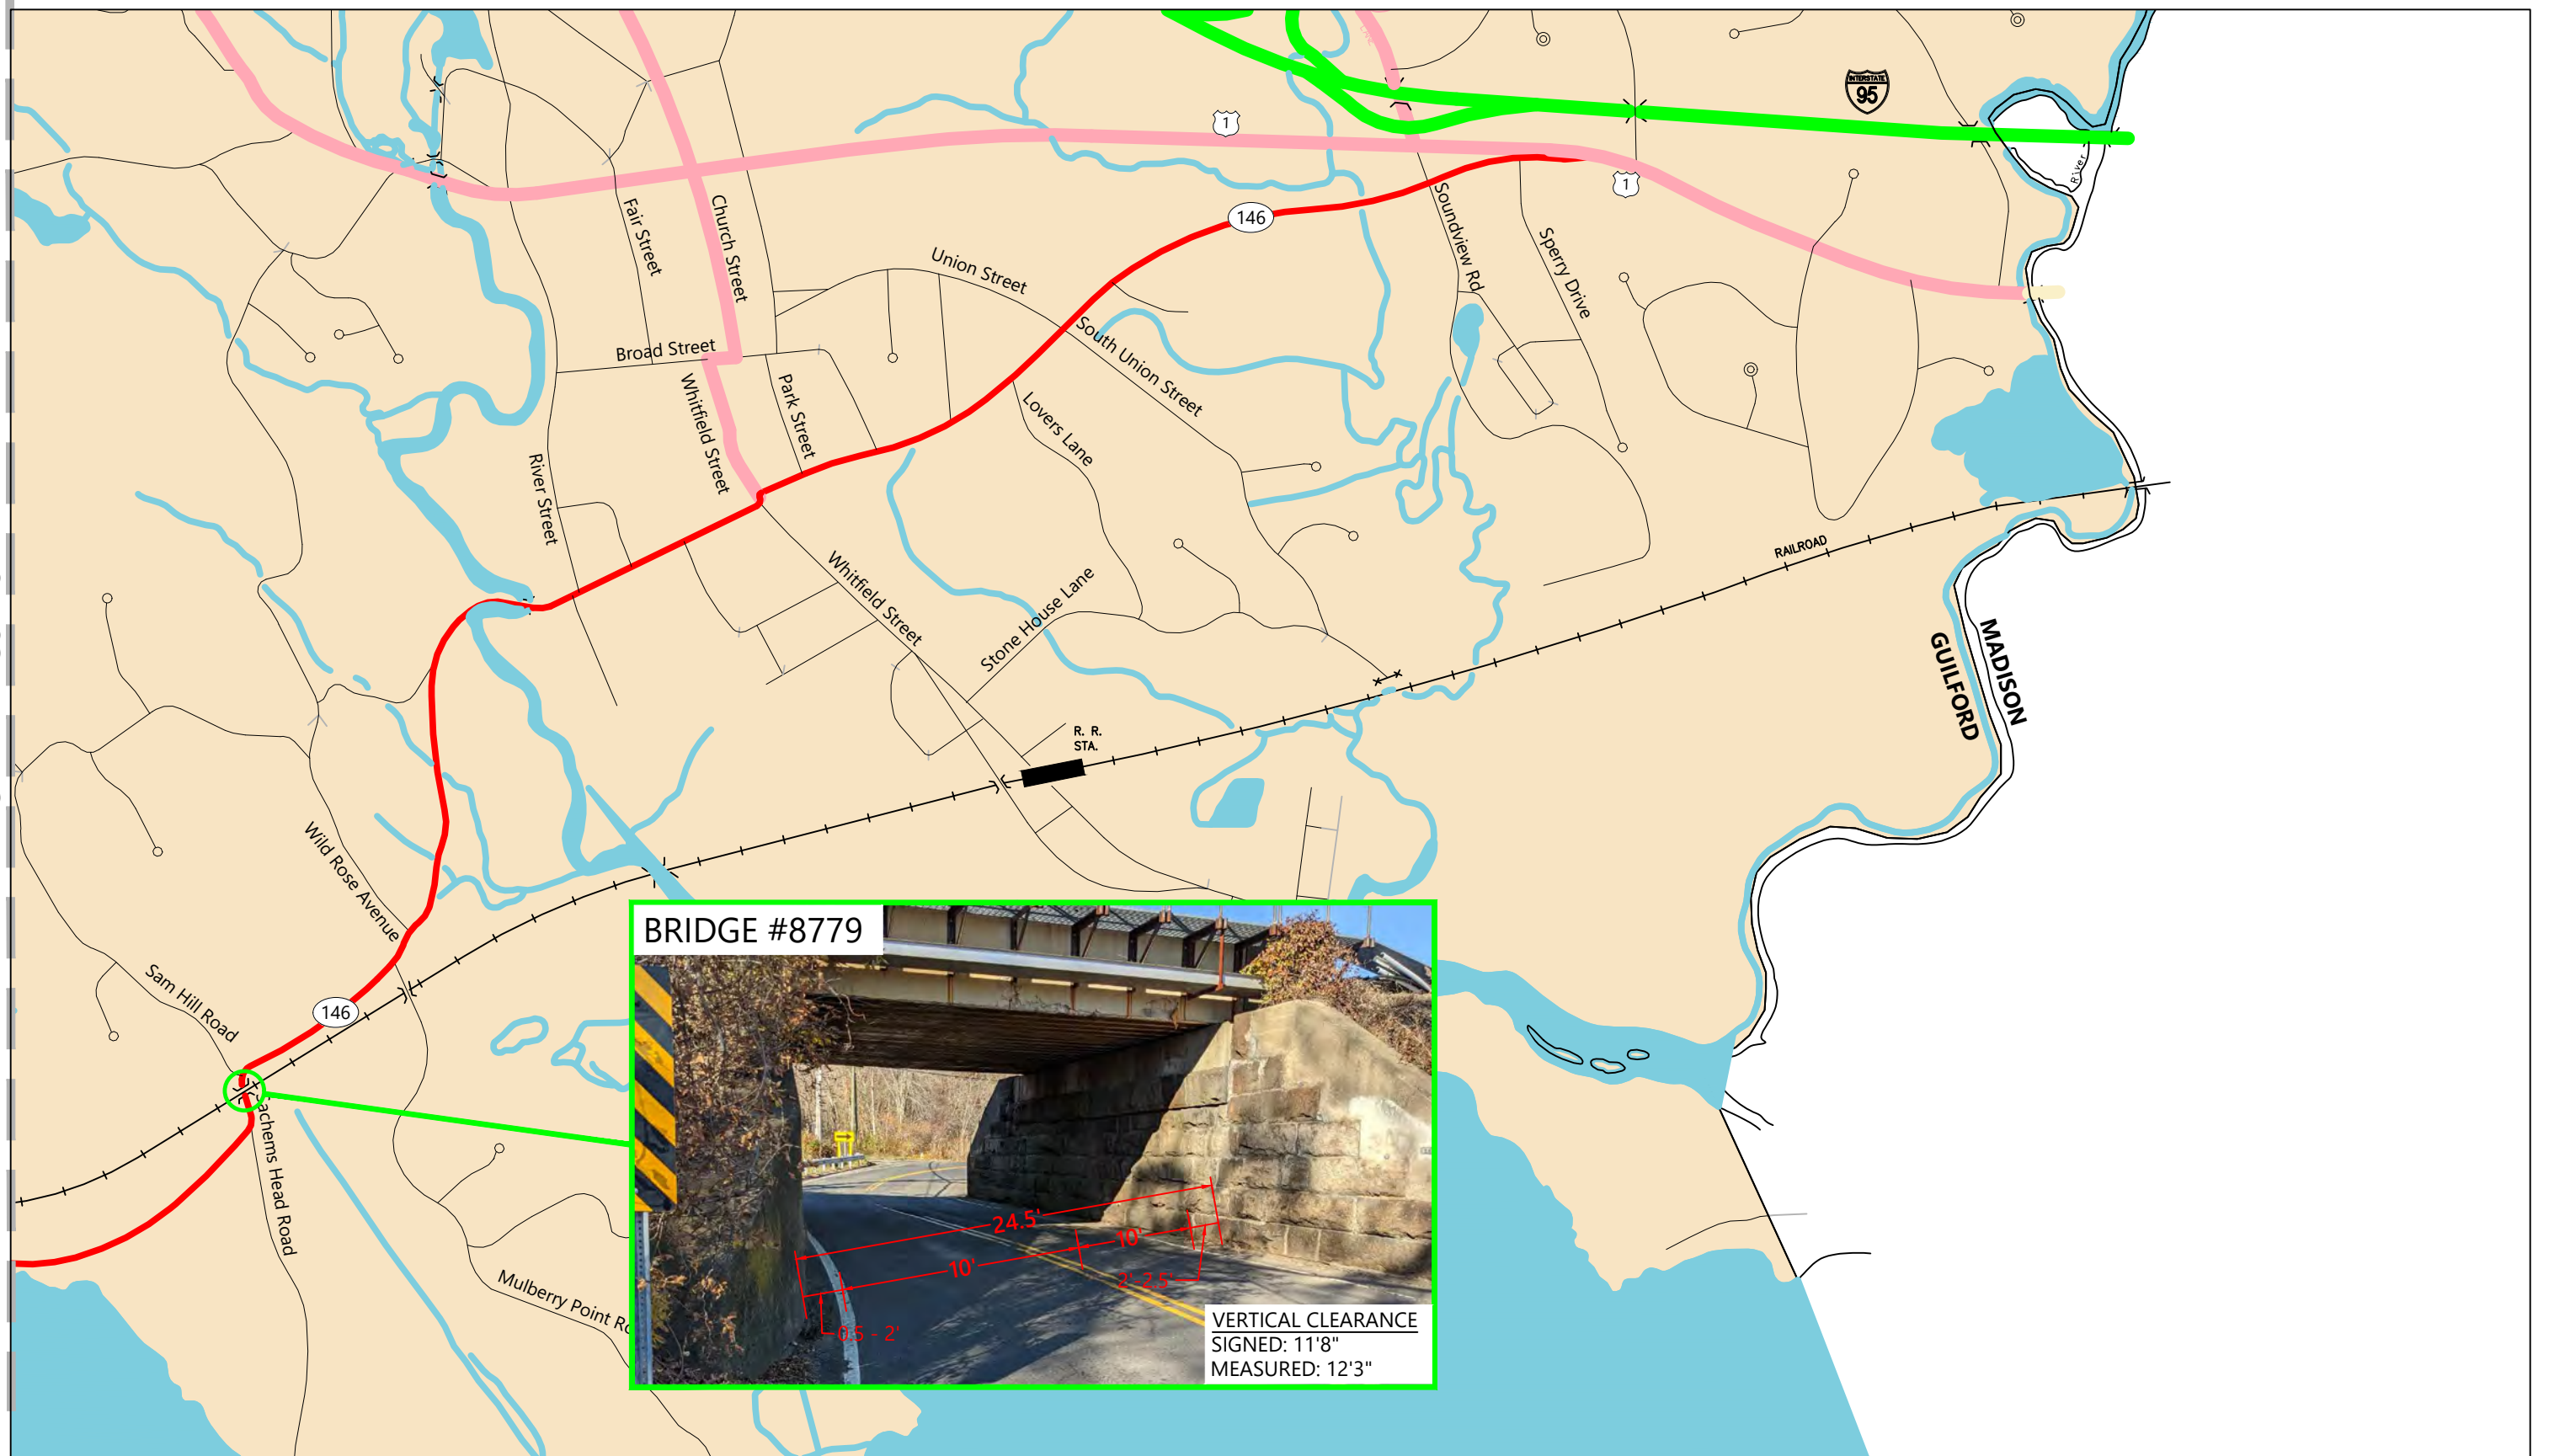 INTERSTATE
95
1
River
1
146
Fair Street
Church Street
Soundview Rd
Sperry Drive
Union Street
South Union Street
Broad Street
Whitfield Street
Park Street
Lovers Lane
River Street
RAILROAD
Whitfield Street
Stone House Lane
MADISON
GUILFORD
R. R.
STA.
Wild Rose Avenue
Sam Hill Road
146
Head Road
Mulberry Point
BRIDGE #8779
24.5'
10'
10'
2'-2.5'
0.5 - 2'
VERTICAL CLEARANCE
SIGNED: 11'8"
MEASURED: 12'3"